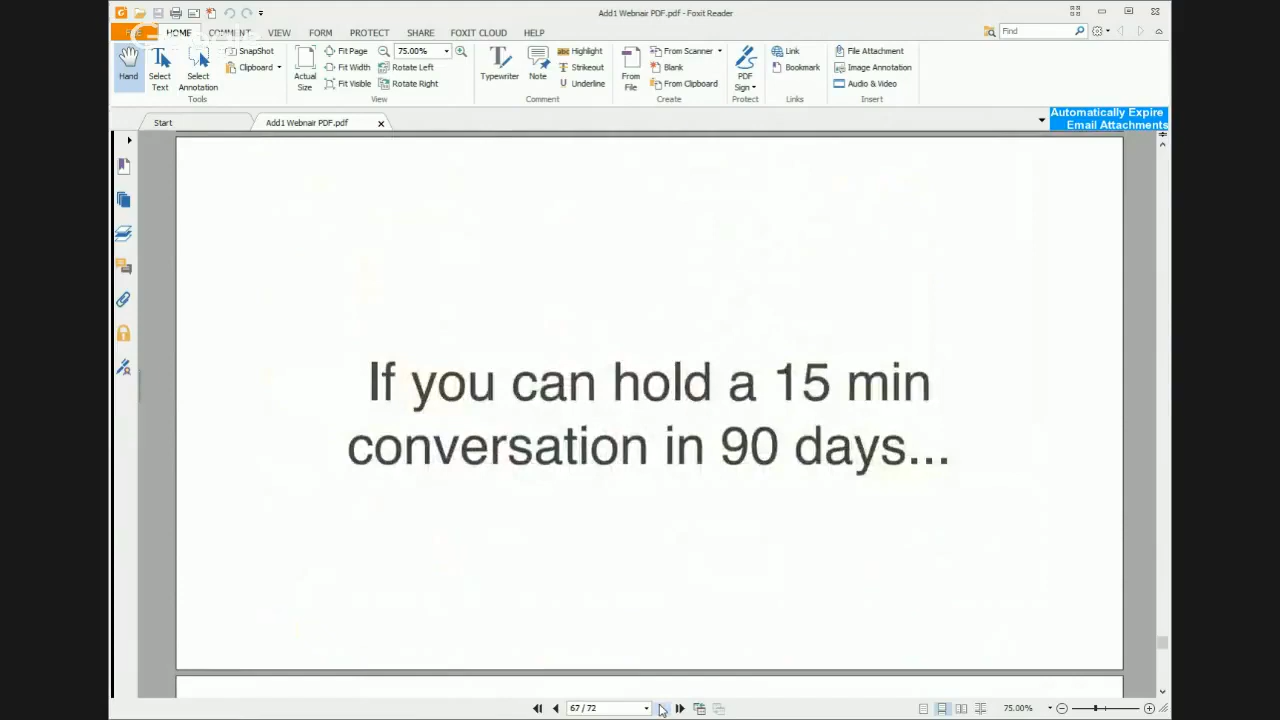 Add1 Webnair PDF.pdf - Foxit Reader
FILE HOME COMMENT VIEW FORM PROTECT SHARE FOXIT CLOUD HELP
Find
Hand
Select Text
Select Annotation
SnapShot
Clipboard
Tools
Actual Size
Fit Page
Fit Width
Fit Visible
75.00%
Rotate Left
Rotate Right
View
Typewriter
Note
Highlight
Strikeout
Underline
Comment
From File
From Scanner
Blank
From Clipboard
Create
PDF Sign
Protect
Link
Bookmark
Links
File Attachment
Image Annotation
Audio & Video
Insert
Start
Add1 Webnair PDF.pdf
Automatically Expire
Email Attachments
If you can hold a 15 min
conversation in 90 days...
67 / 72
75.00%